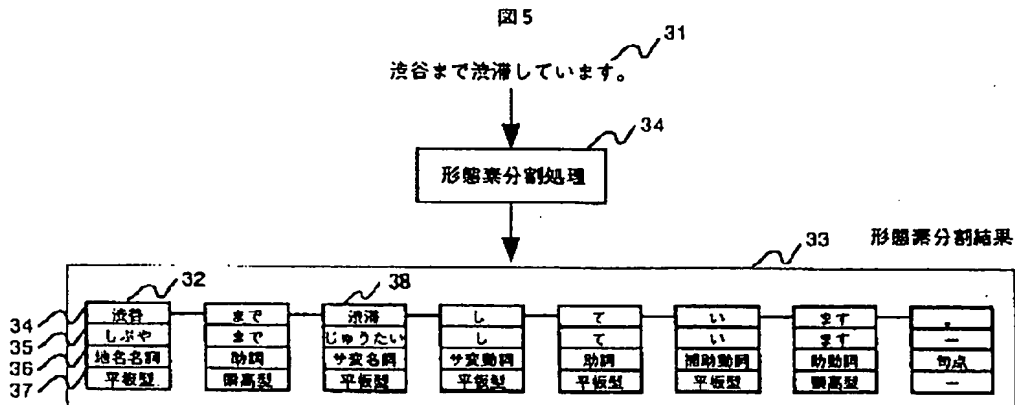 図5
31
渋谷まで渋滞しています。
34
形態素分割処理
33 形態素分割結果
32 38
34 渋谷 まで 渋滞 し て い ます 。
35 しぶや まで じゅうたい し て い ます ー
36 地名名詞 助詞 サ変名詞 サ変動詞 助詞 補助動詞 助動詞 句点
37 平板型 頭高型 平板型 平板型 平板型 平板型 頭高型 ー